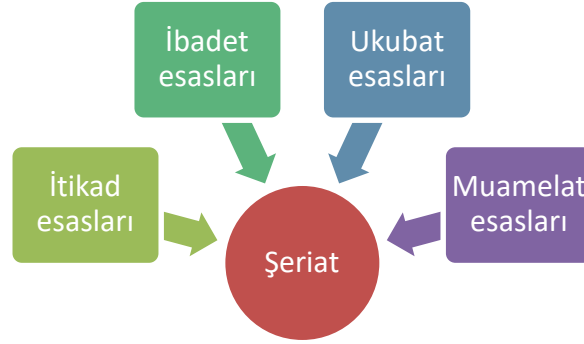 İbadet
esasları
Ukubat
esasları
İtikad
esasları
Muamelat
esasları
Şeriat